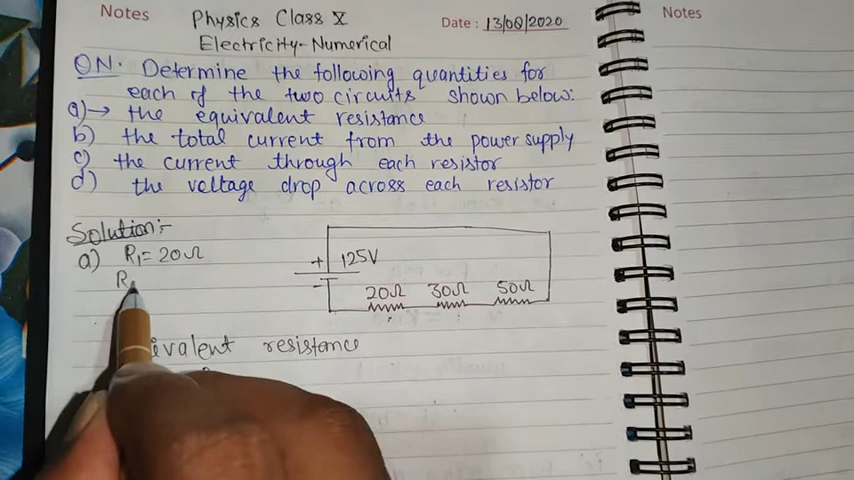 Notes
Physics Class X
Date: 13/08/2020
Electricity-Numerical
QN. Determine the following quantities for
each of the two circuits shown below:
a)→ the equivalent resistance
b) the total current from the power supply
c) the current through each resistor
d) the voltage drop across each resistor
Solution:-
a) R₁ = 20Ω
R
+ 125V
-
20Ω 30Ω 50Ω
ivalent resistance
Notes